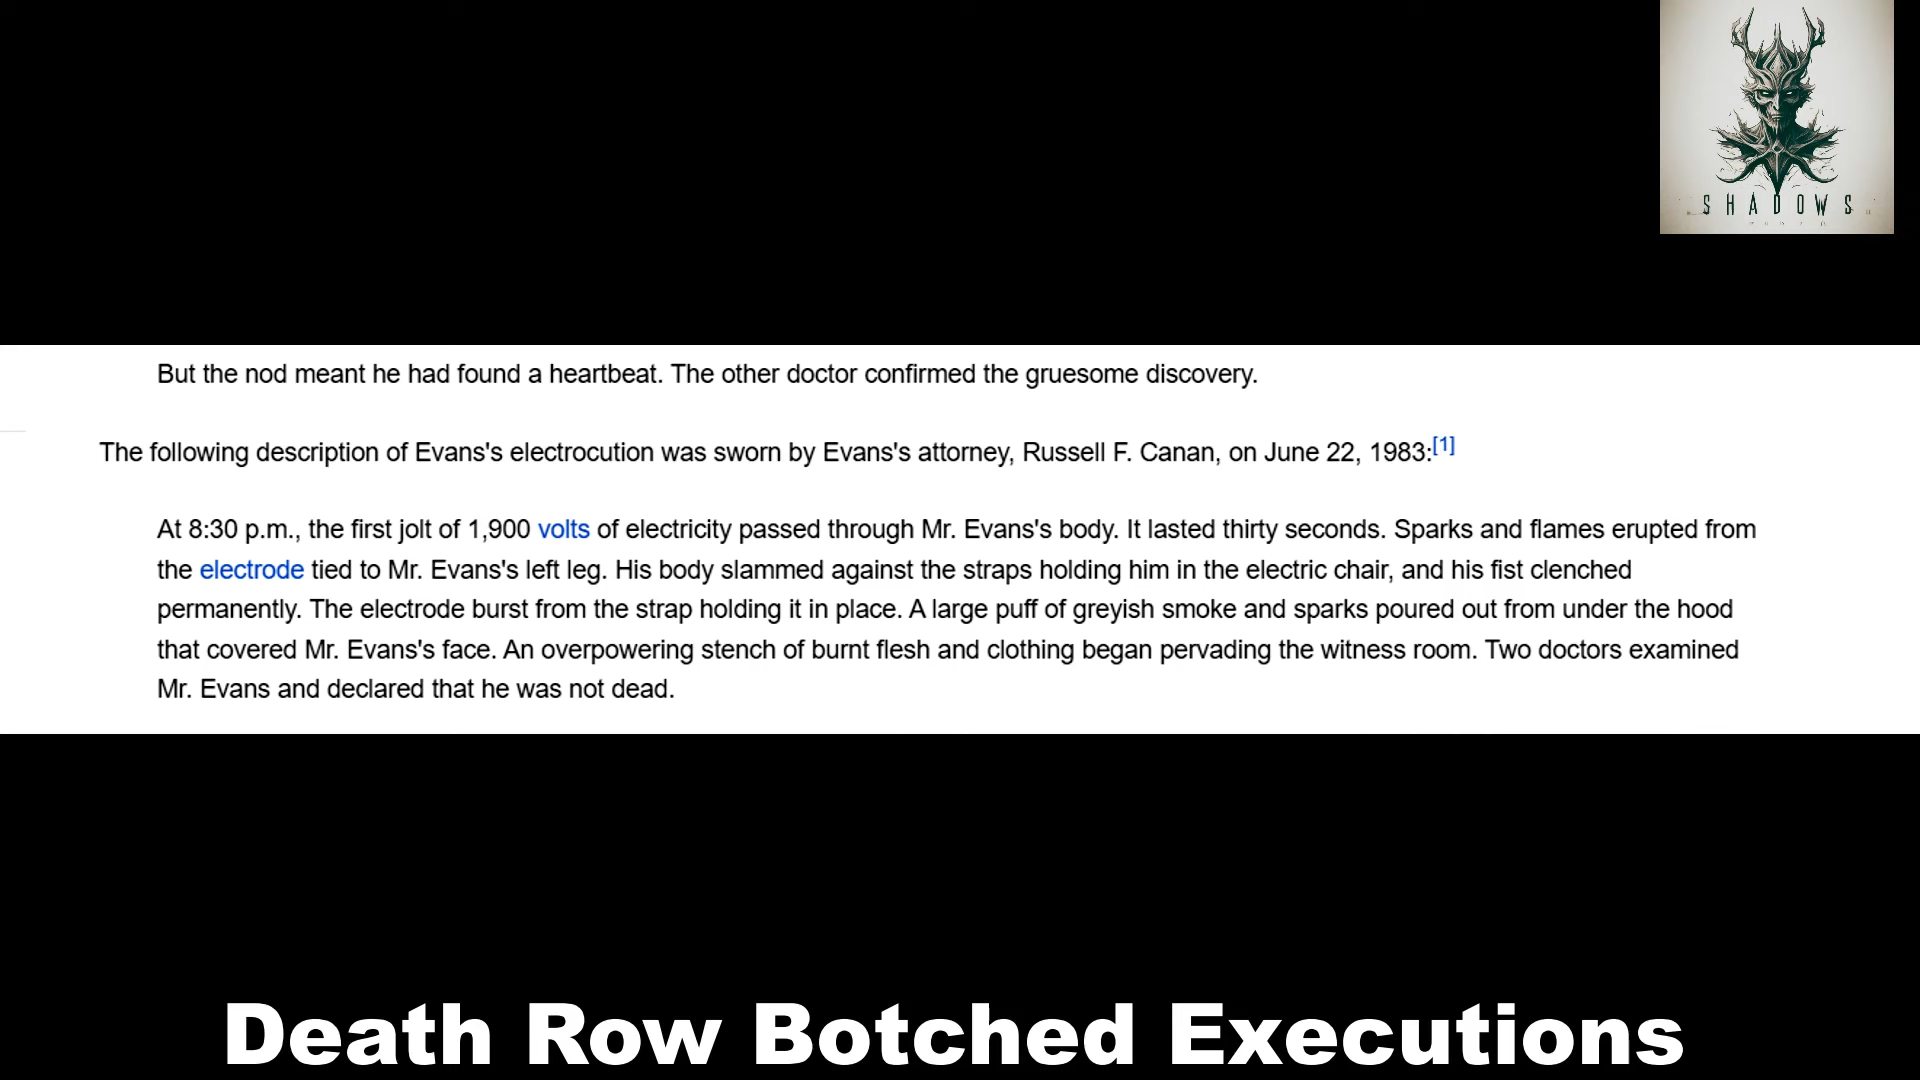 SHADOWS
But the nod meant he had found a heartbeat. The other doctor confirmed the gruesome discovery.
The following description of Evans's electrocution was sworn by Evans's attorney, Russell F. Canan, on June 22, 1983:[1]
At 8:30 p.m., the first jolt of 1,900 volts of electricity passed through Mr. Evans's body. It lasted thirty seconds. Sparks and flames erupted from
the electrode tied to Mr. Evans's left leg. His body slammed against the straps holding him in the electric chair, and his fist clenched
permanently. The electrode burst from the strap holding it in place. A large puff of greyish smoke and sparks poured out from under the hood
that covered Mr. Evans's face. An overpowering stench of burnt flesh and clothing began pervading the witness room. Two doctors examined
Mr. Evans and declared that he was not dead.
Death Row Botched Executions